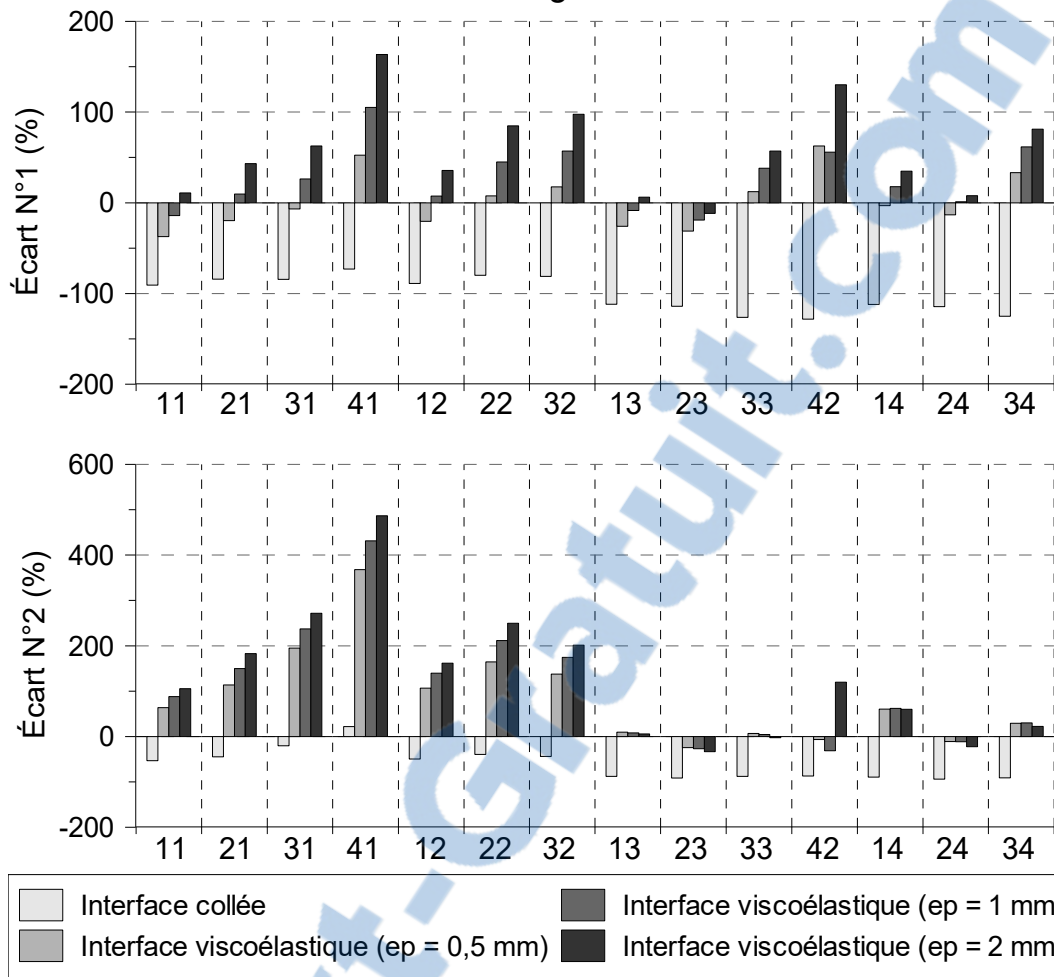 200
100
0
-100
-200
Écart N°1 (%)
11 21 31 41 12 22 32 13 23 33 42 14 24 34
600
400
200
0
-200
Écart N°2 (%)
11 21 31 41 12 22 32 13 23 33 42 14 24 34
Interface collée
Interface viscoélastique (ep = 0,5 mm)
Interface viscoélastique (ep = 1 mm
Interface viscoélastique (ep = 2 mm
t-Gratuit.com